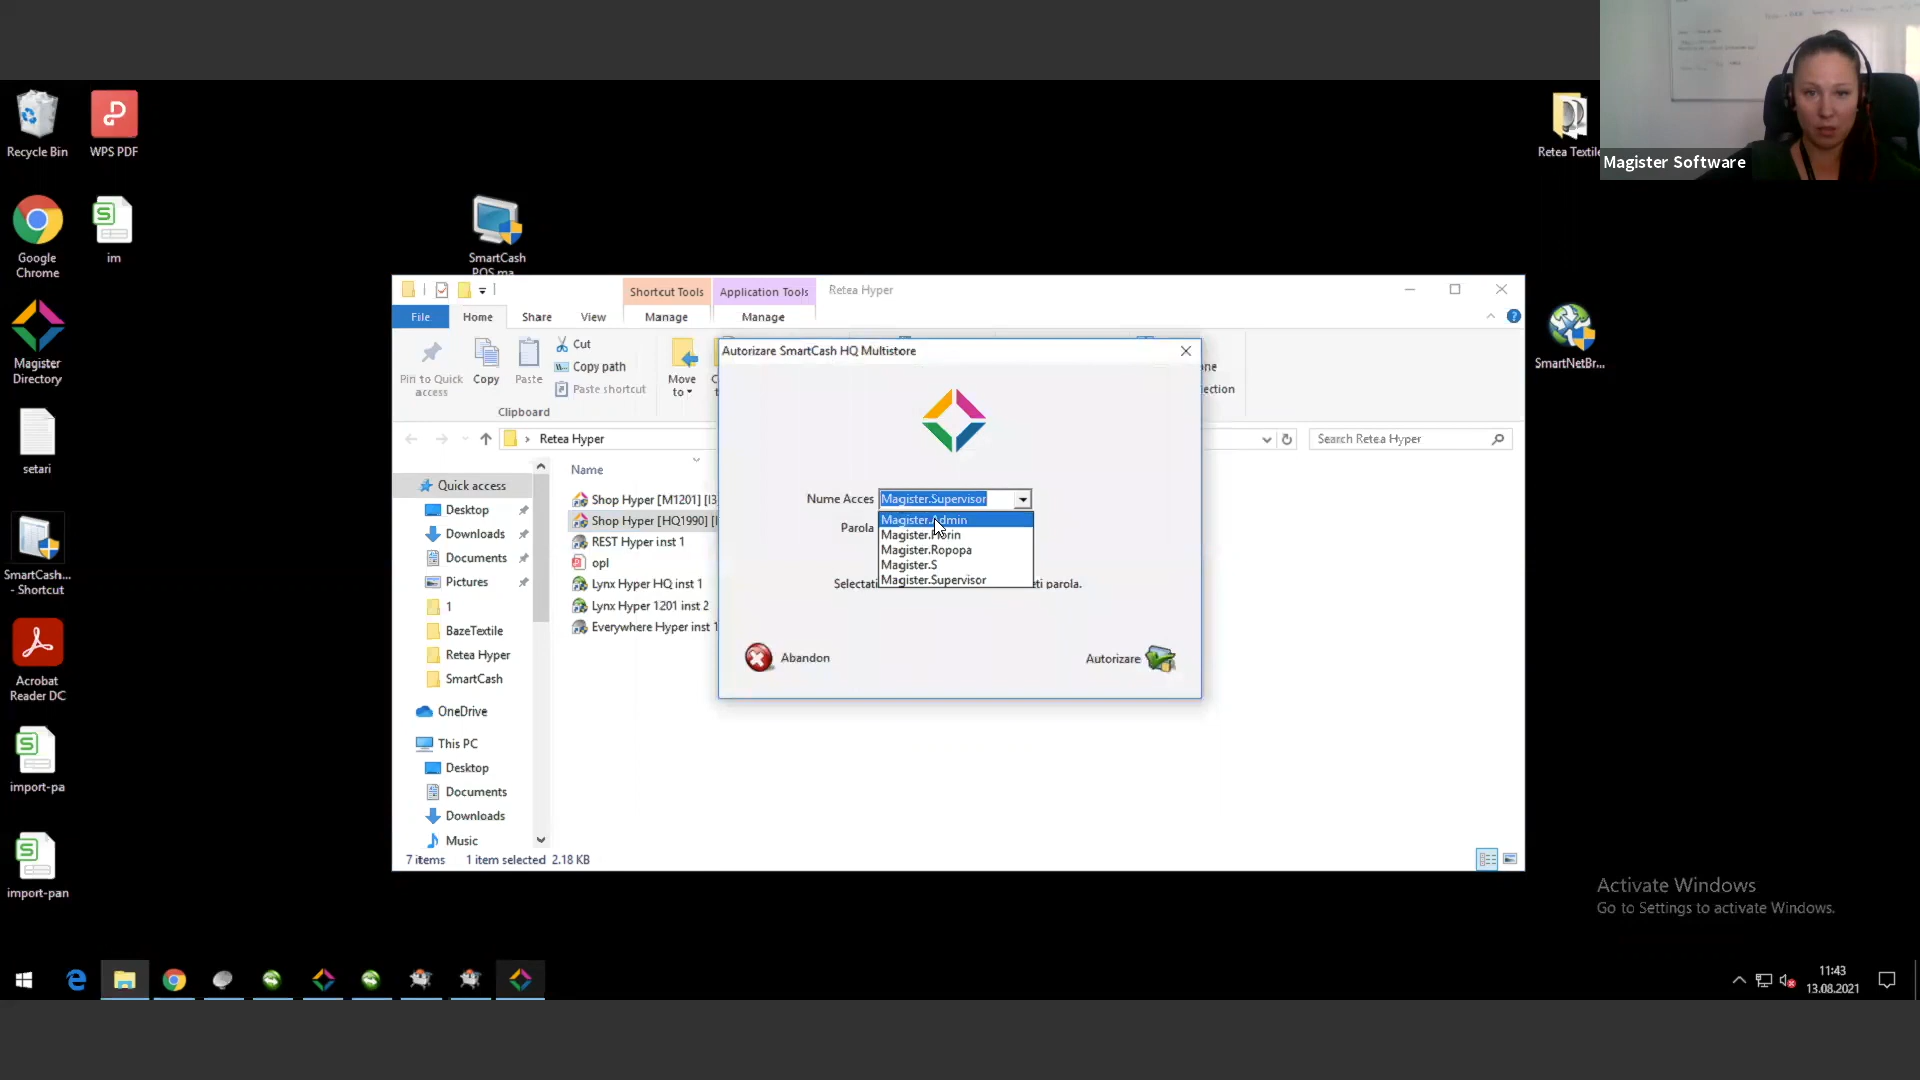 Magister Software
Recycle Bin
WPS PDF
Google
Chrome
im
Magister
Directory
setari
SmartCash...
- Shortcut
Acrobat
Reader DC
import-pa
import-pan
SmartCash
POS
Retea Textile
SmartNetBr...
Shortcut Tools
Application Tools
Retea Hyper
File
Home
Share
View
Manage
Manage
Pin to Quick
access
Copy
Paste
Cut
Copy path
Paste shortcut
Move
to
Clipboard
Retea Hyper
Search Retea Hyper
Quick access
Desktop
Downloads
Documents
Pictures
1
BazeTextile
Retea Hyper
SmartCash
OneDrive
This PC
Desktop
Documents
Downloads
Music
Name
Shop Hyper [M1201]
Shop Hyper [HQ1990]
REST Hyper inst 1
opl
Lynx Hyper HQ inst 1
Lynx Hyper 1201 inst 2
Everywhere Hyper inst 1
7 items 1 item selected 2.18 KB
Autorizare SmartCash HQ Multistore
Nume Acces
Magister.Supervisor
Parola
Magister.Admin
Magister.Ropopa
Magister.S
Magister.Supervisor
Abandon
Autorizare
Activate Windows
Go to Settings to activate Windows.
11:43
13.08.2021